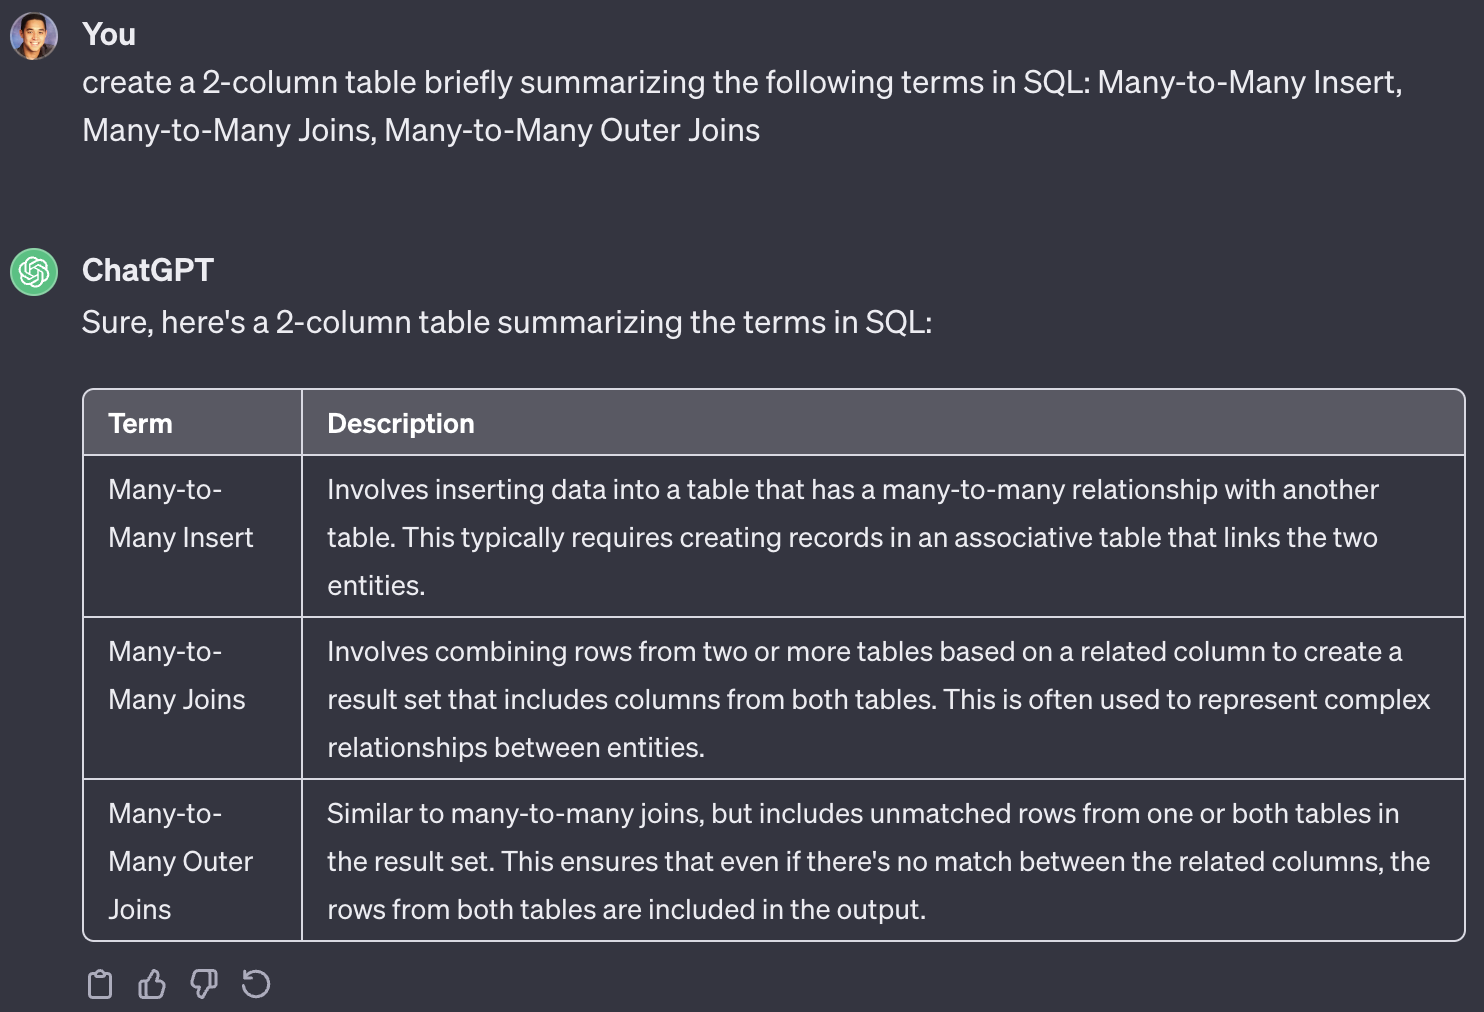 You
create a 2-column table briefly summarizing the following terms in SQL: Many-to-Many Insert,
Many-to-Many Joins, Many-to-Many Outer Joins
ChatGPT
Sure, here's a 2-column table summarizing the terms in SQL:
Term
Description
Many-to-
Many Insert
Involves inserting data into a table that has a many-to-many relationship with another
table. This typically requires creating records in an associative table that links the two
entities.
Many-to-
Many Joins
Involves combining rows from two or more tables based on a related column to create a
result set that includes columns from both tables. This is often used to represent complex
relationships between entities.
Many-to-
Many Outer
Joins
Similar to many-to-many joins, but includes unmatched rows from one or both tables in
the result set. This ensures that even if there's no match between the related columns, the
rows from both tables are included in the output.